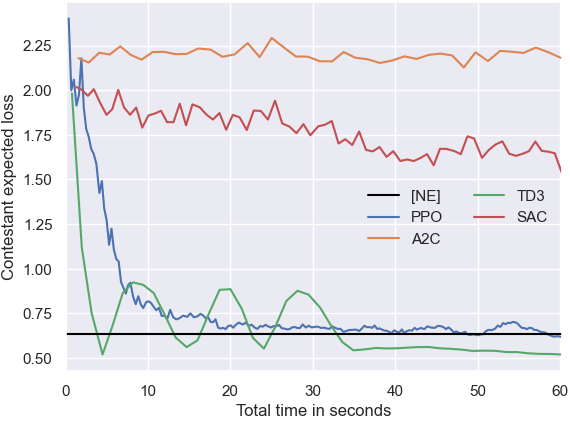 Contestant expected loss
2.25
2.00
1.75
1.50
1.25
1.00
0.75
0.50
[NE]
PPO
A2C
TD3
SAC
0 10 20 30 40 50 60
Total time in seconds